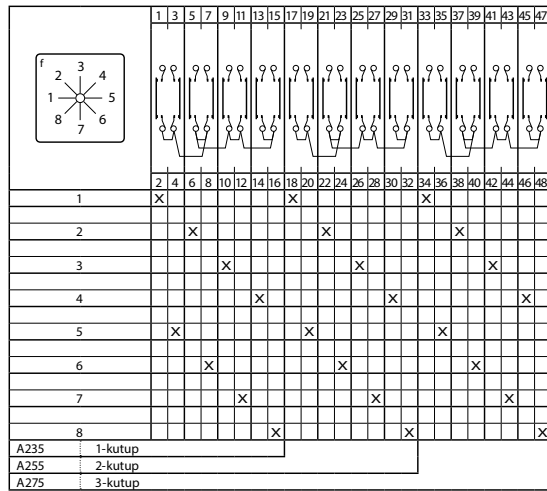 1 3 5 7 9 11 13 15 17 19 21 23 25 27 29 31 33 35 37 39 41 43 45 47
f
3
2 4
1 5
8 6
7
2 4 6 8 10 12 14 16 18 20 22 24 26 28 30 32 34 36 38 40 42 44 46 48
1 X X X
2 X X X
3 X X X
4 X X X
5 X X X
6 X X X
7 X X X
8 X X X
A235 1-kutup
A255 2-kutup
A275 3-kutup